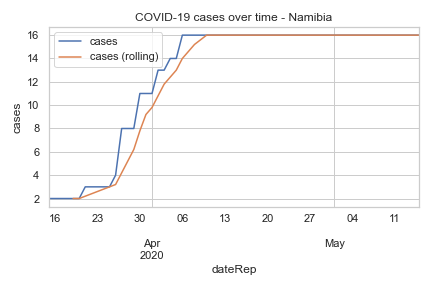 COVID-19 cases over time - Namibia
cases
cases (rolling)
cases
16
14
12
10
8
6
4
2
16 23 30 06 13 20 27 04 11
Apr May
2020
dateRep